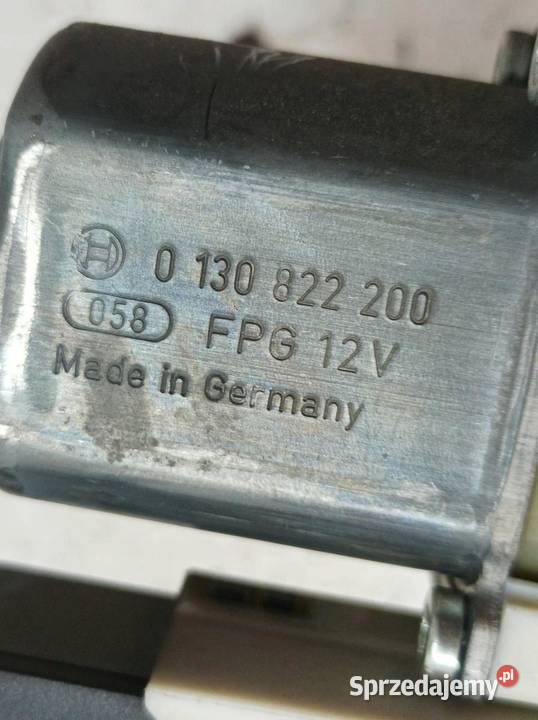 0 130 822 200
058 FPG 12V
Made in Germany
Sprzedajemy.pl